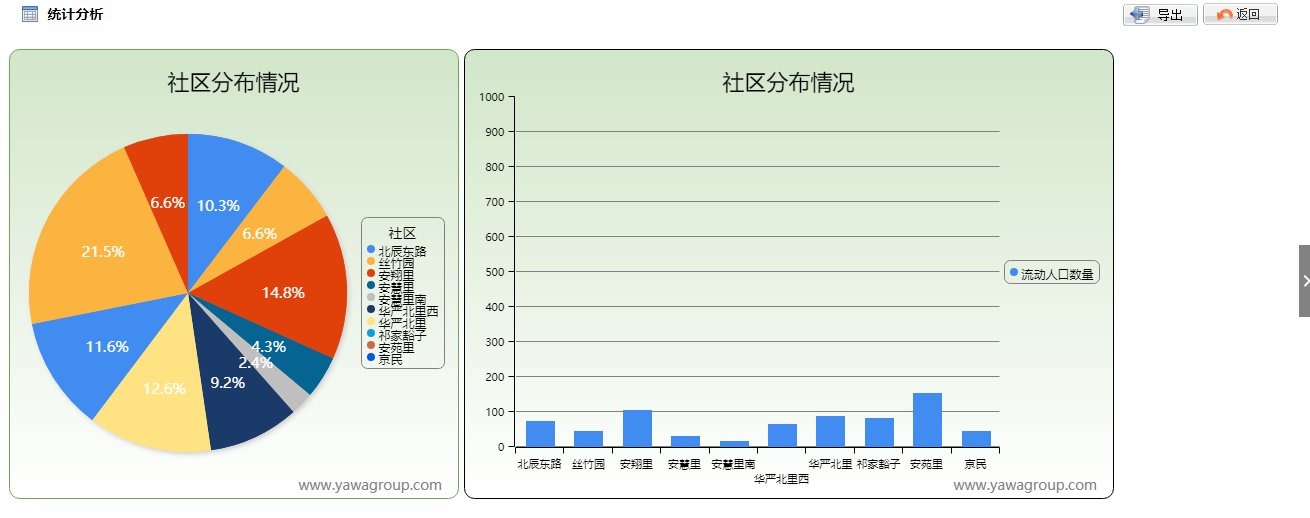 统计分析
导出
返回
社区分布情况
10.3%
6.6%
14.8%
4.3%
2.4%
9.2%
12.6%
11.6%
21.5%
6.6%
社区
北辰东路
丝竹园
安翔里
安慧里
安慧里南
华严北里西
华严北里
祁家豁子
安苑里
京民
www.yawagroup.com
社区分布情况
1000
900
800
700
600
500
400
300
200
100
0
北辰东路 丝竹园 安翔里 安慧里 安慧里南 华严北里 祁家豁子 安苑里 京民
华严北里西
流动人口数量
www.yawagroup.com